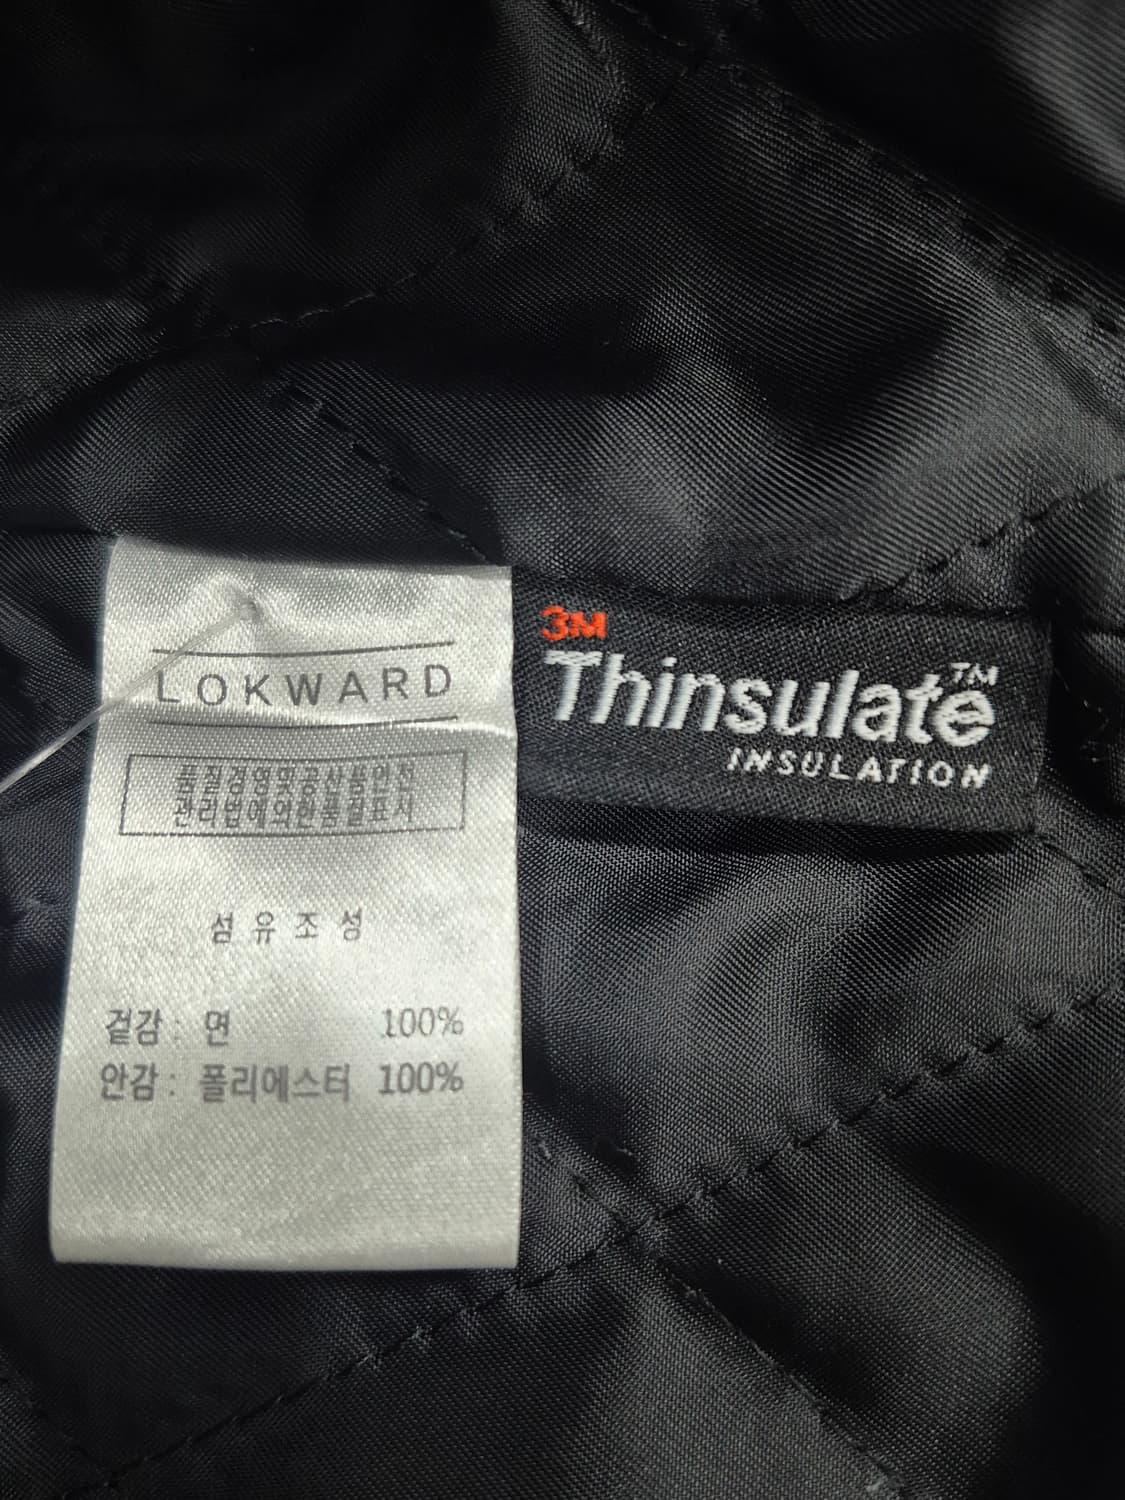 LOKWARD
품질경영및공산품안전
관리법에의한품질표시
섬유조성
겉감 : 면 100%
안감 : 폴리에스터 100%
3M
Thinsulate™
INSULATION